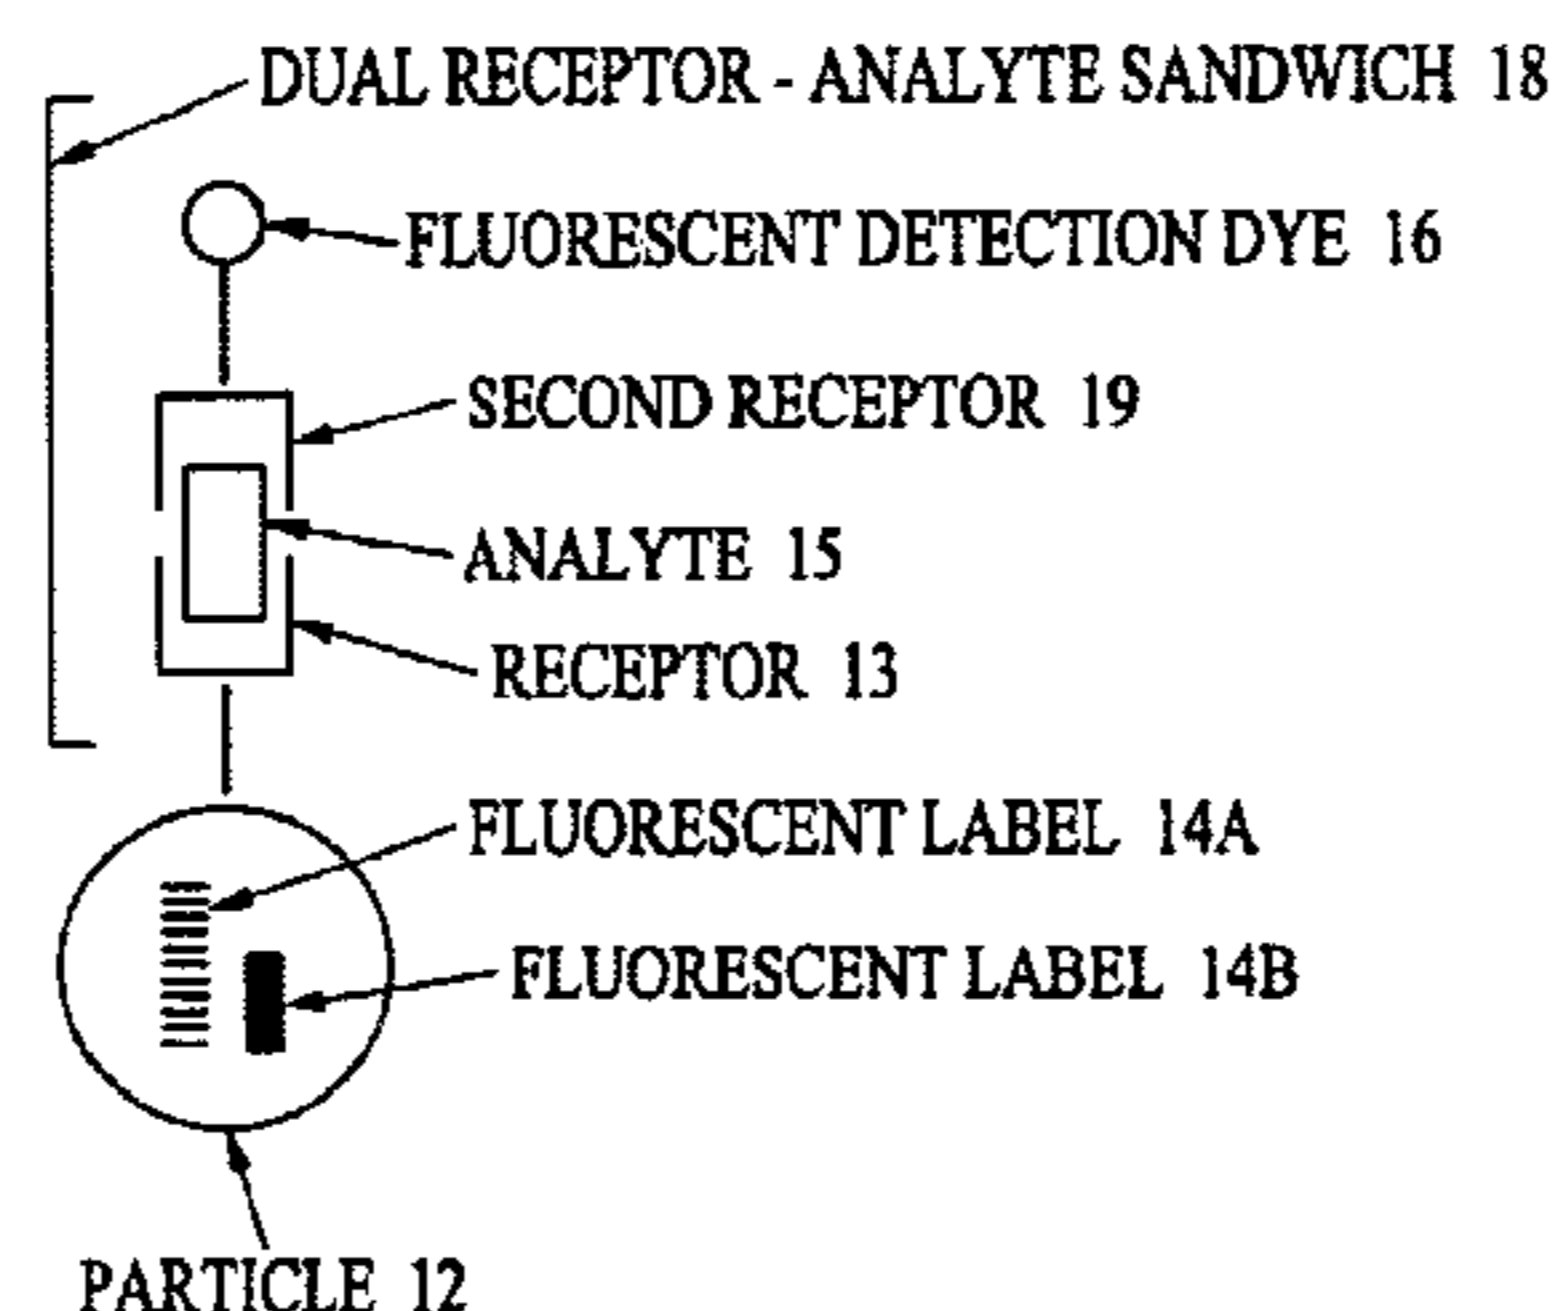 DUAL RECEPTOR - ANALYTE SANDWICH 18
FLUORESCENT DETECTION DYE 16
SECOND RECEPTOR 19
ANALYTE 15
RECEPTOR 13
FLUORESCENT LABEL 14A
FLUORESCENT LABEL 14B
PARTICLE 12